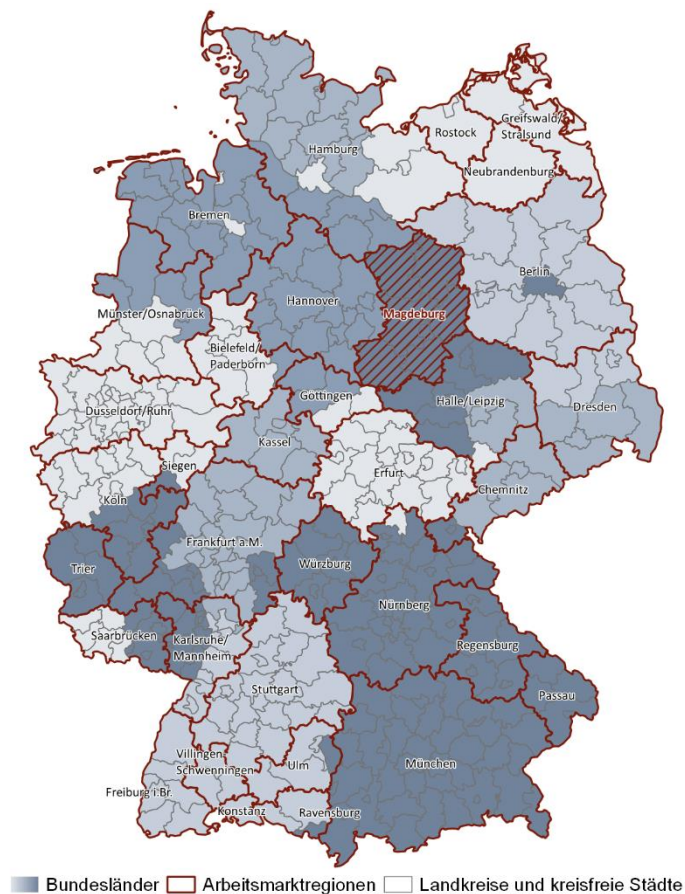 Greifswald/
Stralsund
Rostock
Hamburg
Neubrandenburg
Bremen
Berlin
Hannover
Magdeburg
Münster/Osnabrück
Bielefeld/
Paderborn
Göttingen
Halle/Leipzig
Düsseldorf/Ruhr
Dresden
Kassel
Siegen
Erfurt
Köln
Chemnitz
Frankfurt a.M.
Trier
Würzburg
Nürnberg
Saarbrücken
Karlsruhe/
Mannheim
Regensburg
Stuttgart
Passau
Villingen
Schwenningen
Ulm
München
Freiburg i.Br.
Konstanz
Ravensburg
Bundesländer Arbeitsmarktregionen Landkreise und kreisfreie Städte